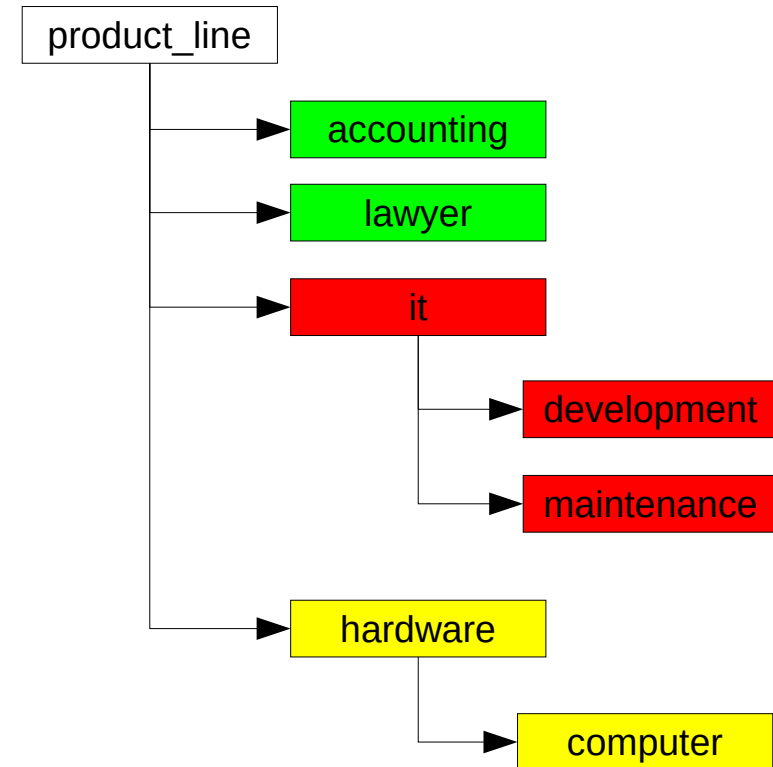 product_line
accounting
lawyer
it
development
maintenance
hardware
computer